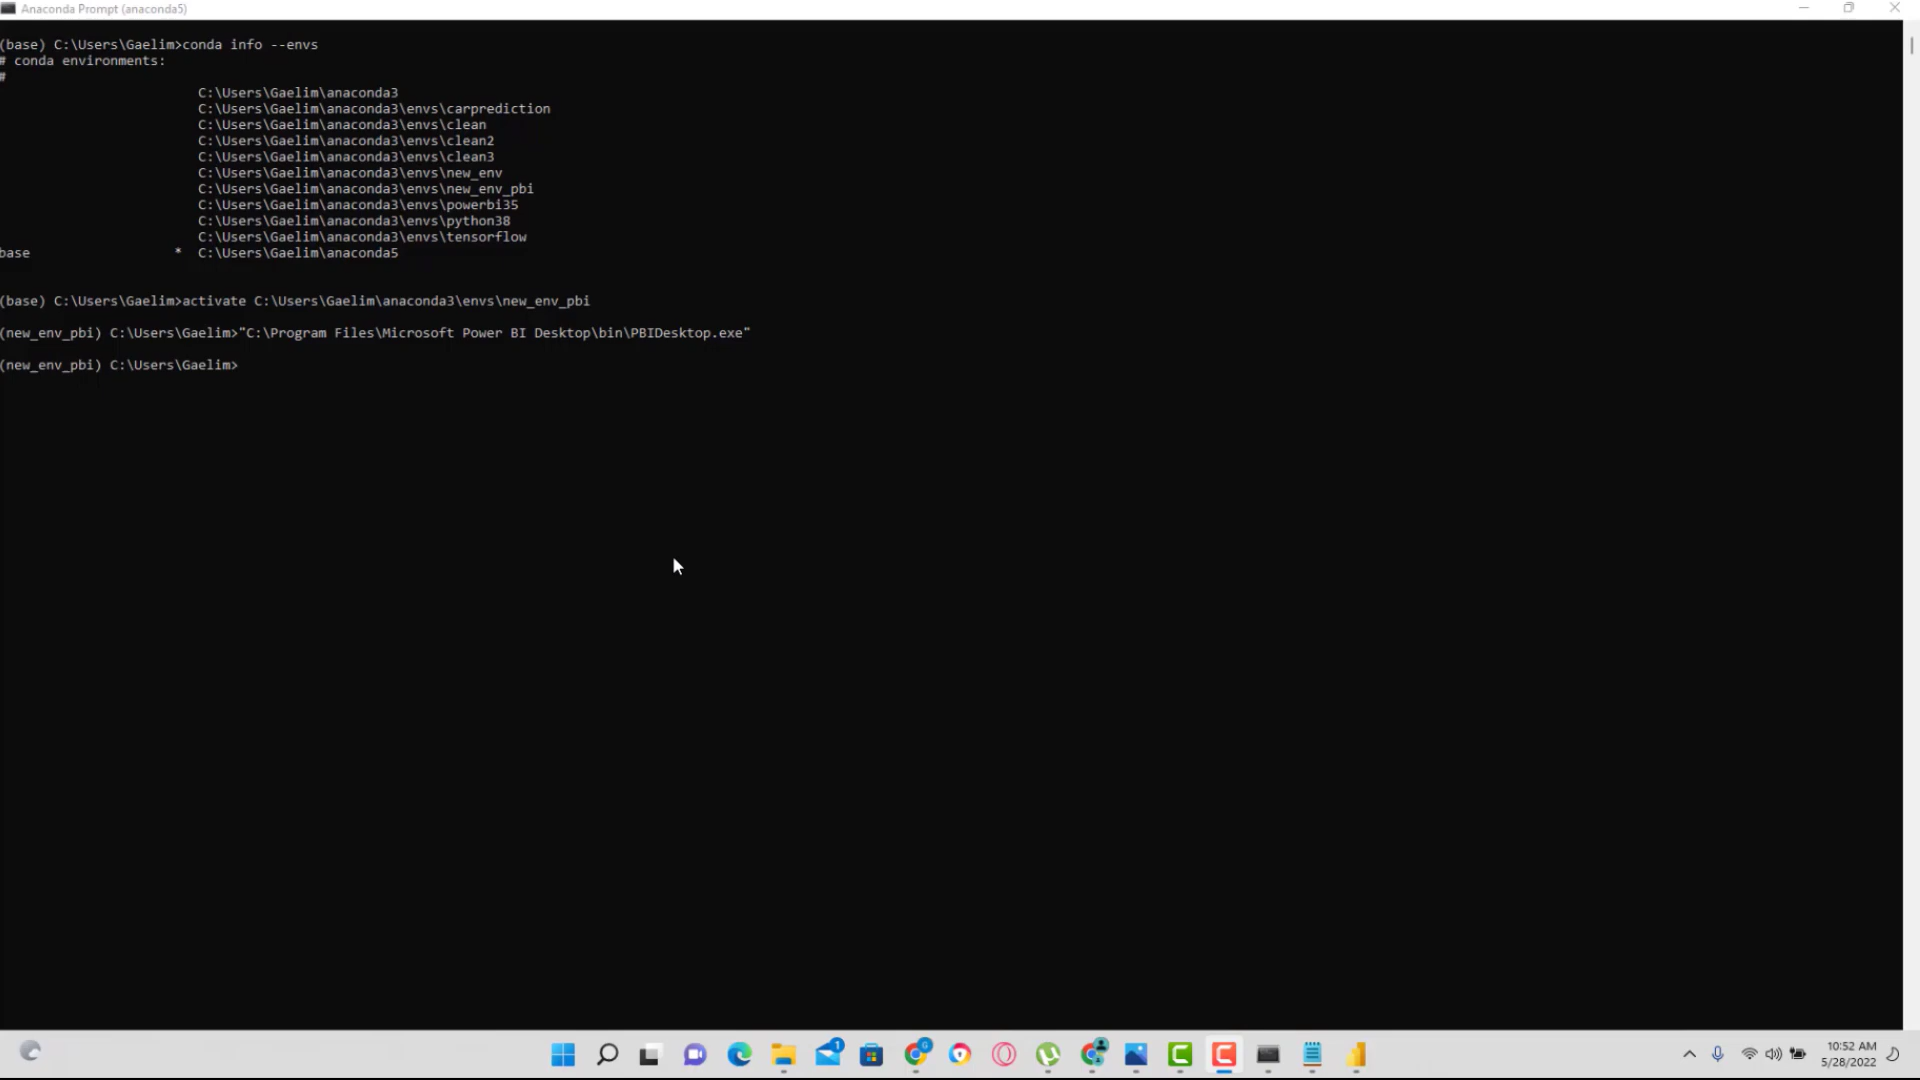 Anaconda Prompt (anaconda5)
(base) C:\Users\Gaelim>conda info --envs
# conda environments:
#
C:\Users\Gaelim\anaconda3
C:\Users\Gaelim\anaconda3\envs\carprediction
C:\Users\Gaelim\anaconda3\envs\clean
C:\Users\Gaelim\anaconda3\envs\clean2
C:\Users\Gaelim\anaconda3\envs\clean3
C:\Users\Gaelim\anaconda3\envs\new_env
C:\Users\Gaelim\anaconda3\envs\new_env_pbi
C:\Users\Gaelim\anaconda3\envs\powerbi35
C:\Users\Gaelim\anaconda3\envs\python38
C:\Users\Gaelim\anaconda3\envs\tensorflow
base * C:\Users\Gaelim\anaconda5
(base) C:\Users\Gaelim>activate C:\Users\Gaelim\anaconda3\envs\new_env_pbi
(new_env_pbi) C:\Users\Gaelim>"C:\Program Files\Microsoft Power BI Desktop\bin\PBIDesktop.exe"
(new_env_pbi) C:\Users\Gaelim>
1
G
10:52 AM
5/28/2022